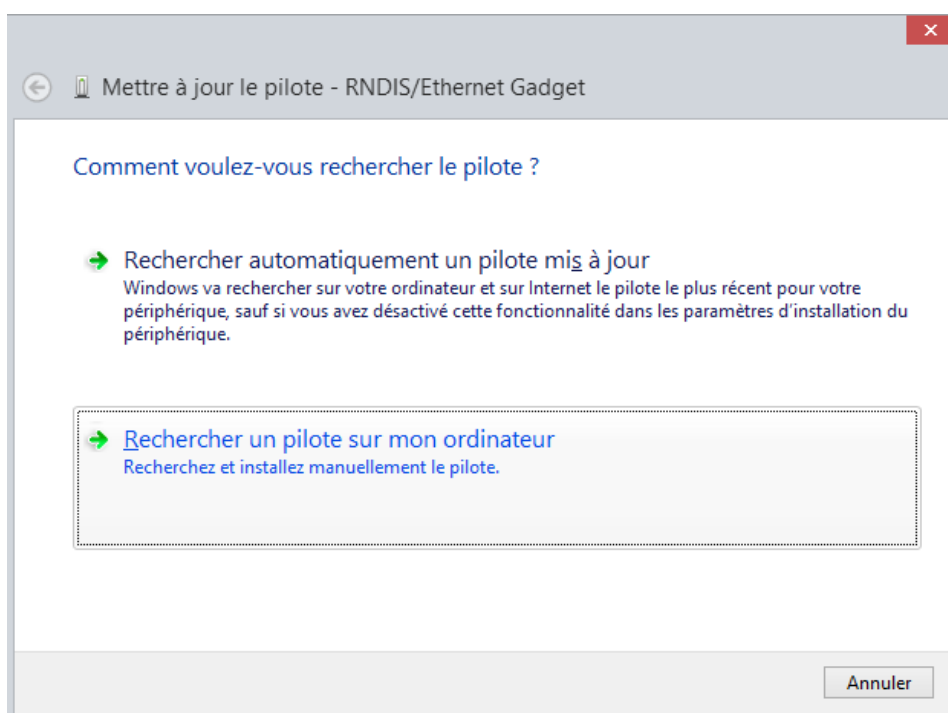 Mettre à jour le pilote - RNDIS/Ethernet Gadget
Comment voulez-vous rechercher le pilote ?
Rechercher automatiquement un pilote mis à jour
Windows va rechercher sur votre ordinateur et sur Internet le pilote le plus récent pour votre
périphérique, sauf si vous avez désactivé cette fonctionnalité dans les paramètres d'installation du
périphérique.
Rechercher un pilote sur mon ordinateur
Recherchez et installez manuellement le pilote.
Annuler